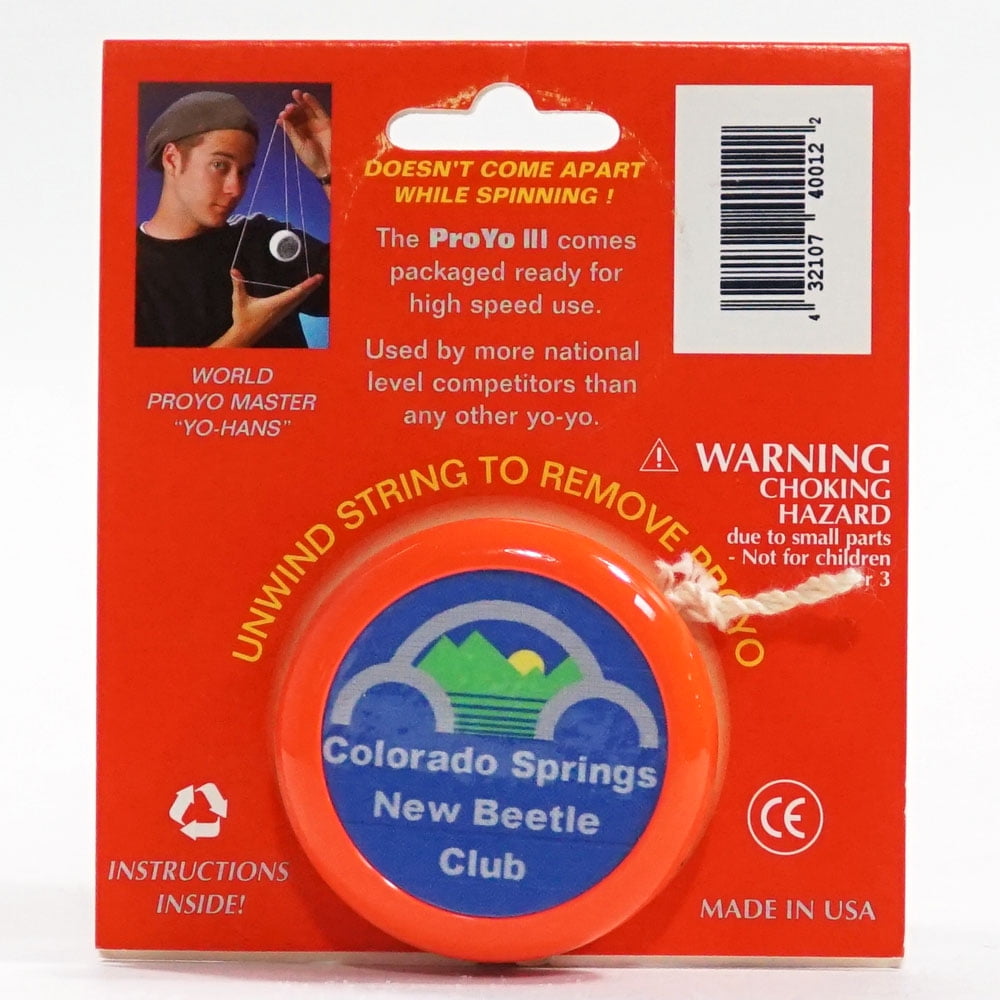 DOESN'T COME APART
WHILE SPINNING !
The ProYo III comes
packaged ready for
high speed use.
Used by more national
level competitors than
any other yo-yo.
WORLD
PROYO MASTER
"YO-HANS"
4 32107 40012 2
WARNING
CHOKING
HAZARD
due to small parts
- Not for children
3
UNWIND STRING TO REMOVE PROYO
Colorado Springs
New Beetle
Club
INSTRUCTIONS
INSIDE!
CE
MADE IN USA